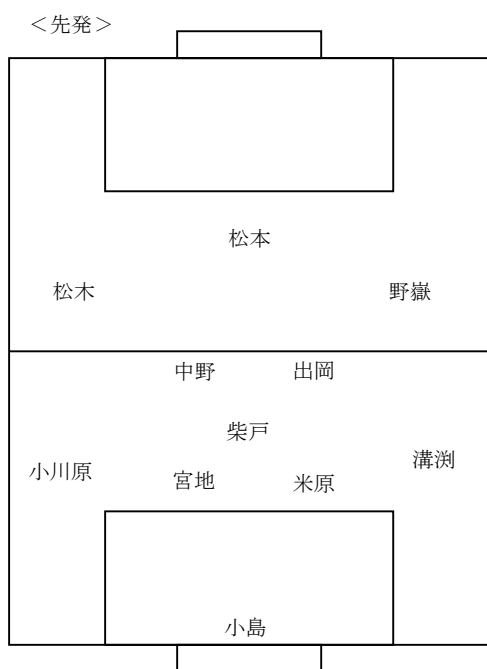 ＜先発＞
松本
松木
野嶽
中野
出岡
柴戸
小川原
宮地
米原
溝渕
小島